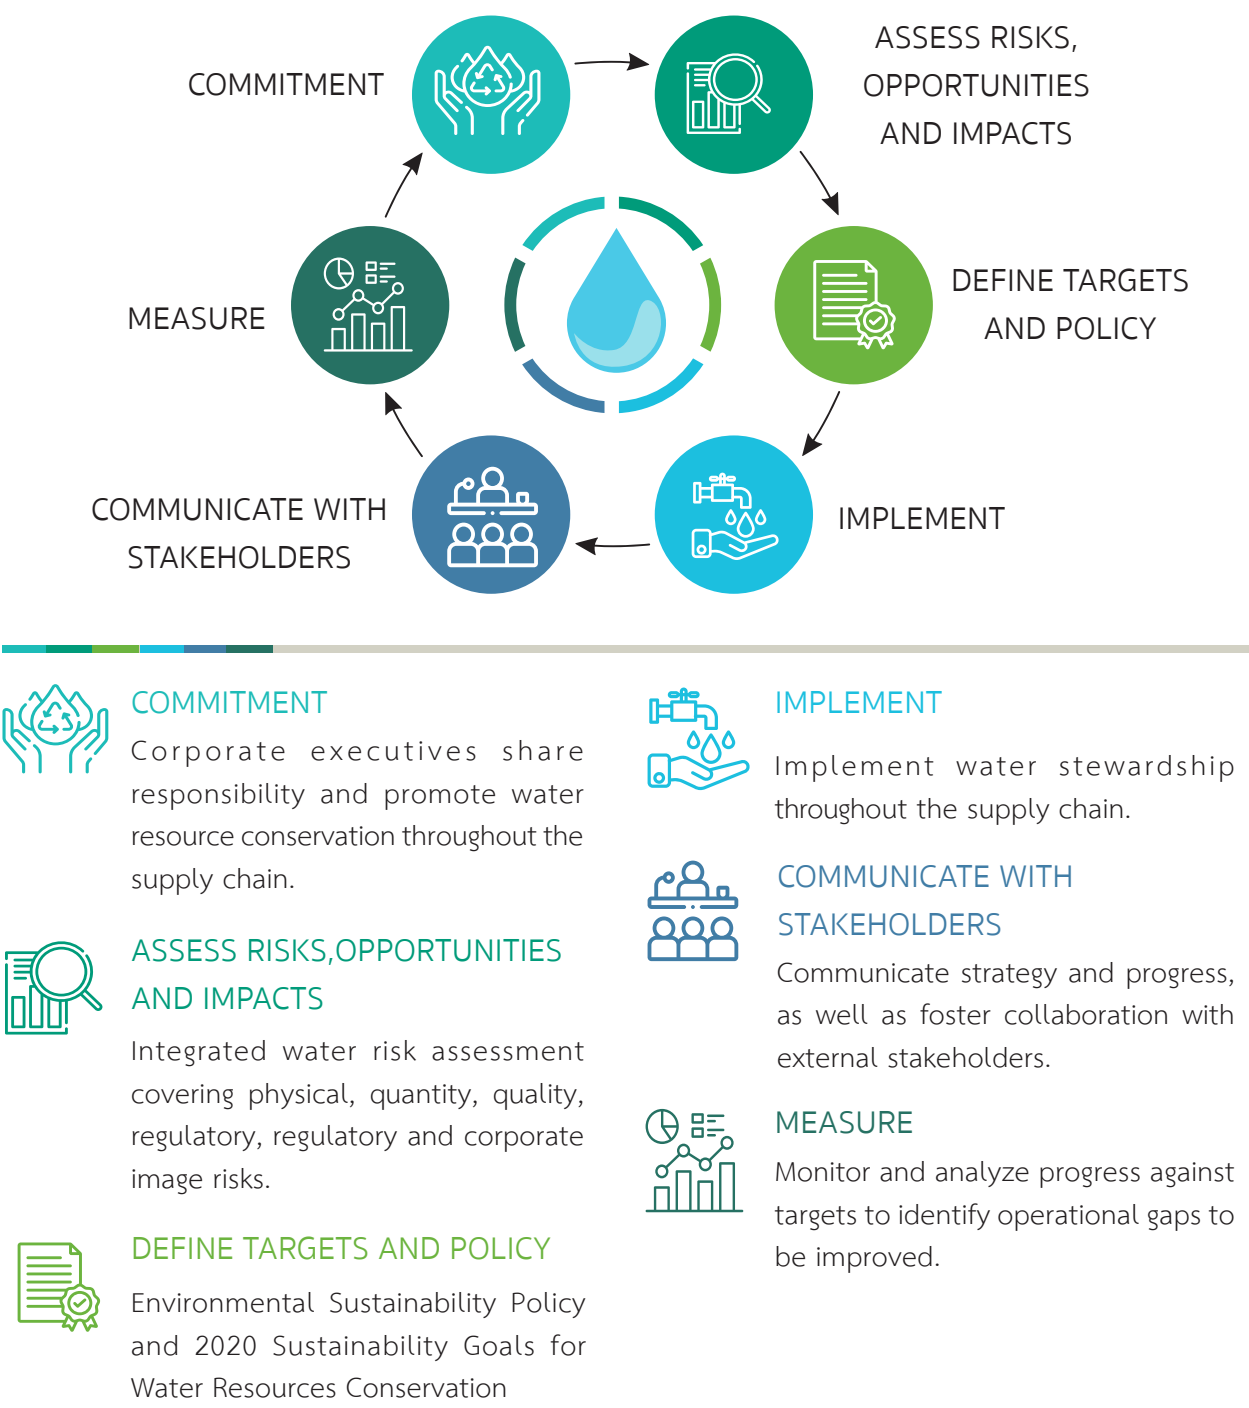 COMMITMENT
ASSESS RISKS,
OPPORTUNITIES
AND IMPACTS
DEFINE TARGETS
AND POLICY
IMPLEMENT
COMMUNICATE WITH
STAKEHOLDERS
MEASURE
COMMITMENT
Corporate executives share
responsibility and promote water
resource conservation throughout the
supply chain.
ASSESS RISKS,OPPORTUNITIES
AND IMPACTS
Integrated water risk assessment
covering physical, quantity, quality,
regulatory, regulatory and corporate
image risks.
DEFINE TARGETS AND POLICY
Environmental Sustainability Policy
and 2020 Sustainability Goals for
Water Resources Conservation
IMPLEMENT
Implement water stewardship
throughout the supply chain.
COMMUNICATE WITH
STAKEHOLDERS
Communicate strategy and progress,
as well as foster collaboration with
external stakeholders.
MEASURE
Monitor and analyze progress against
targets to identify operational gaps to
be improved.